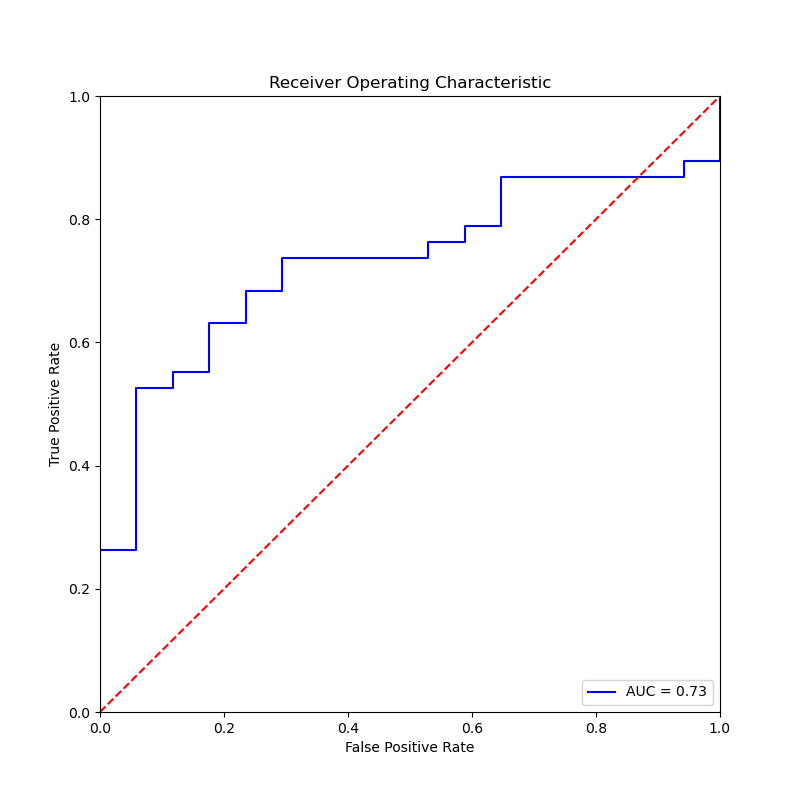 Receiver Operating Characteristic
1.0
0.8
0.6
0.4
0.2
0.0
True Positive Rate
AUC = 0.73
0.0 0.2 0.4 0.6 0.8 1.0
False Positive Rate